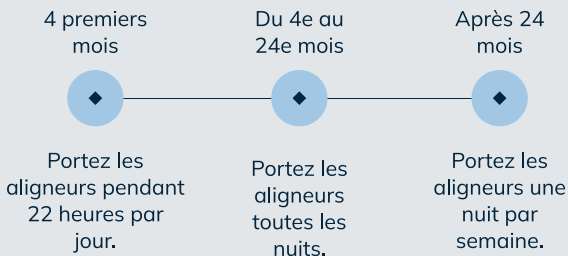 4 premiers
mois
Portez les
aligneurs pendant
22 heures par
jour.
Du 4e au
24e mois
Portez les
aligneurs
toutes les
nuits.
Après 24
mois
Portez les
aligneurs une
nuit par
semaine.